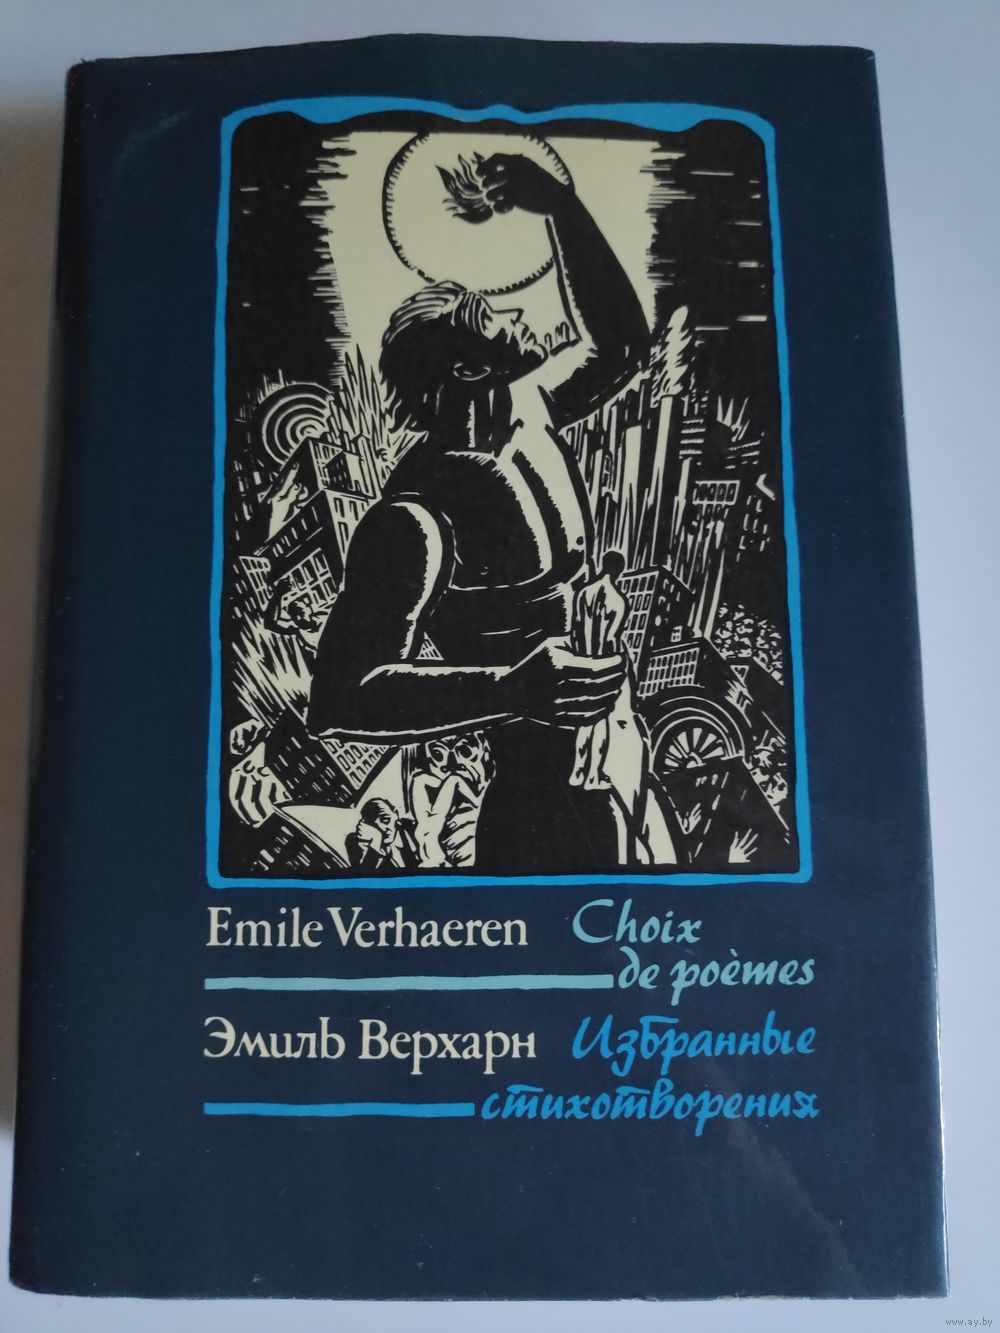 Emile Verhaeren Choix
de poèmes
Эмиль Верхарн Избранные
стихотворения
www.ay.by